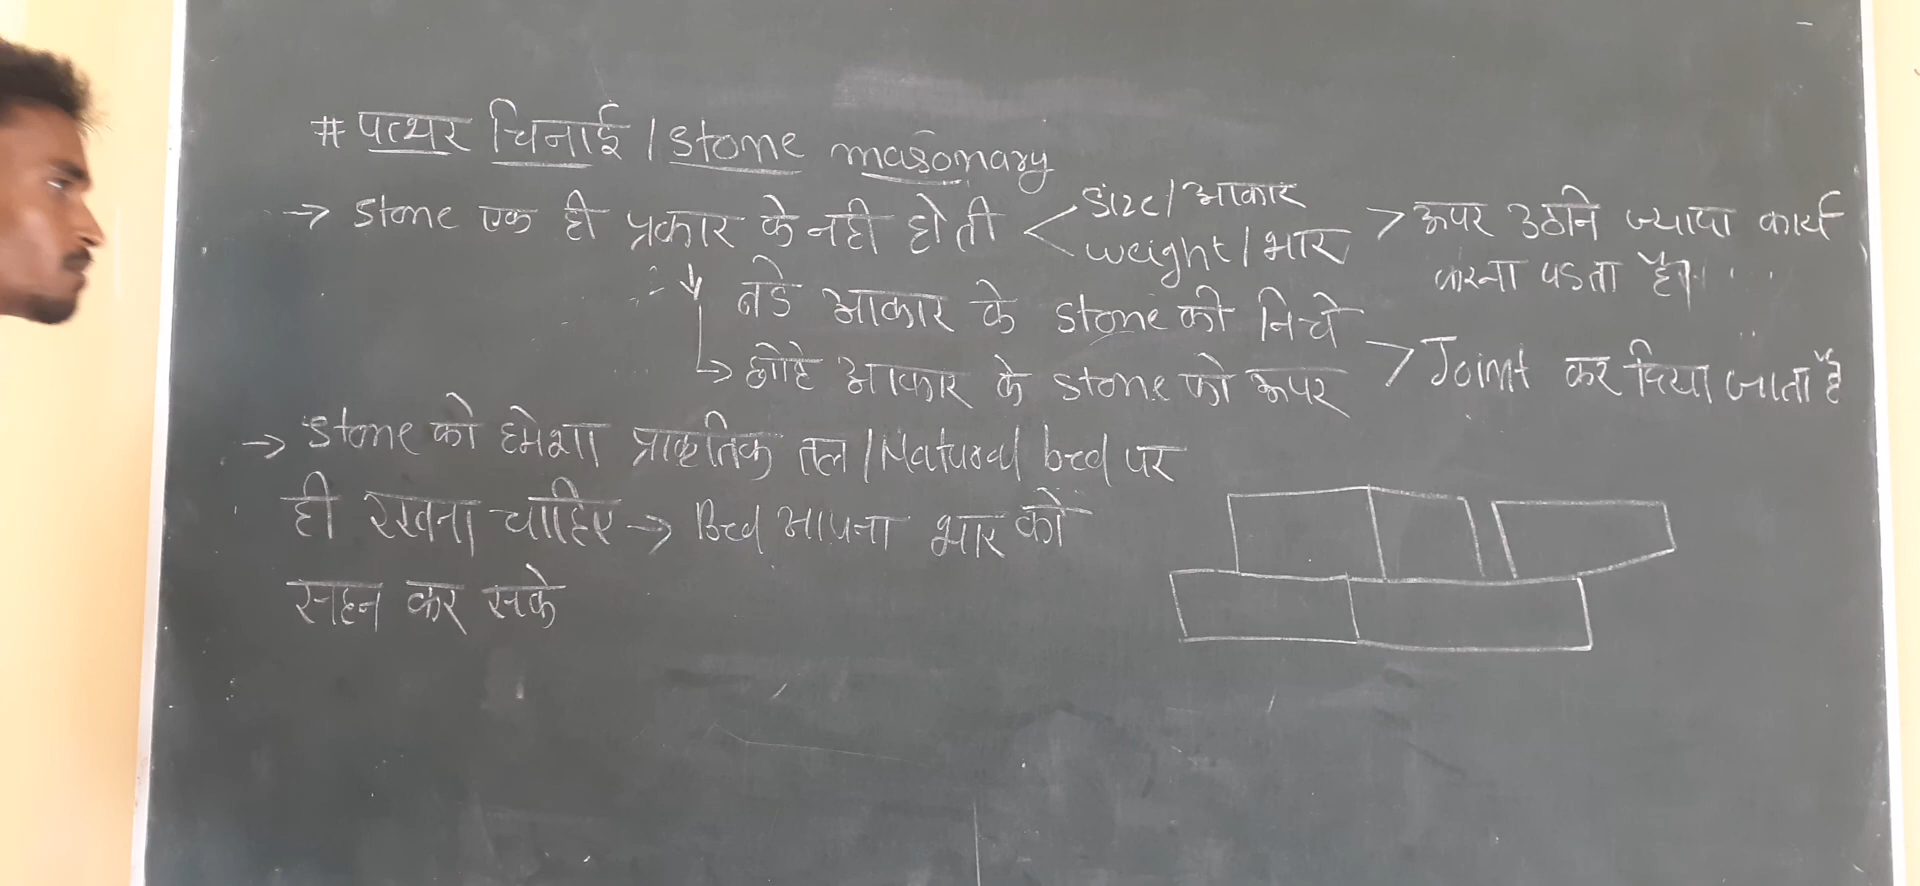 # पत्थर चिनाई / Stone masonary
→ Stone एक ही प्रकार के नही होती < Size / आकार weight / भार > ऊपर उठाने ज्यादा कार्य करना पडता है।
बडे आकार के stone को निचे
→ छोटे आकार के stone को ऊपर > Joint कर दिया जाता है
→ Stone को हमेशा प्राकृतिक तल / Natural bed पर
ही रखना चाहिए → Bed आपना भार को
सहन कर सके